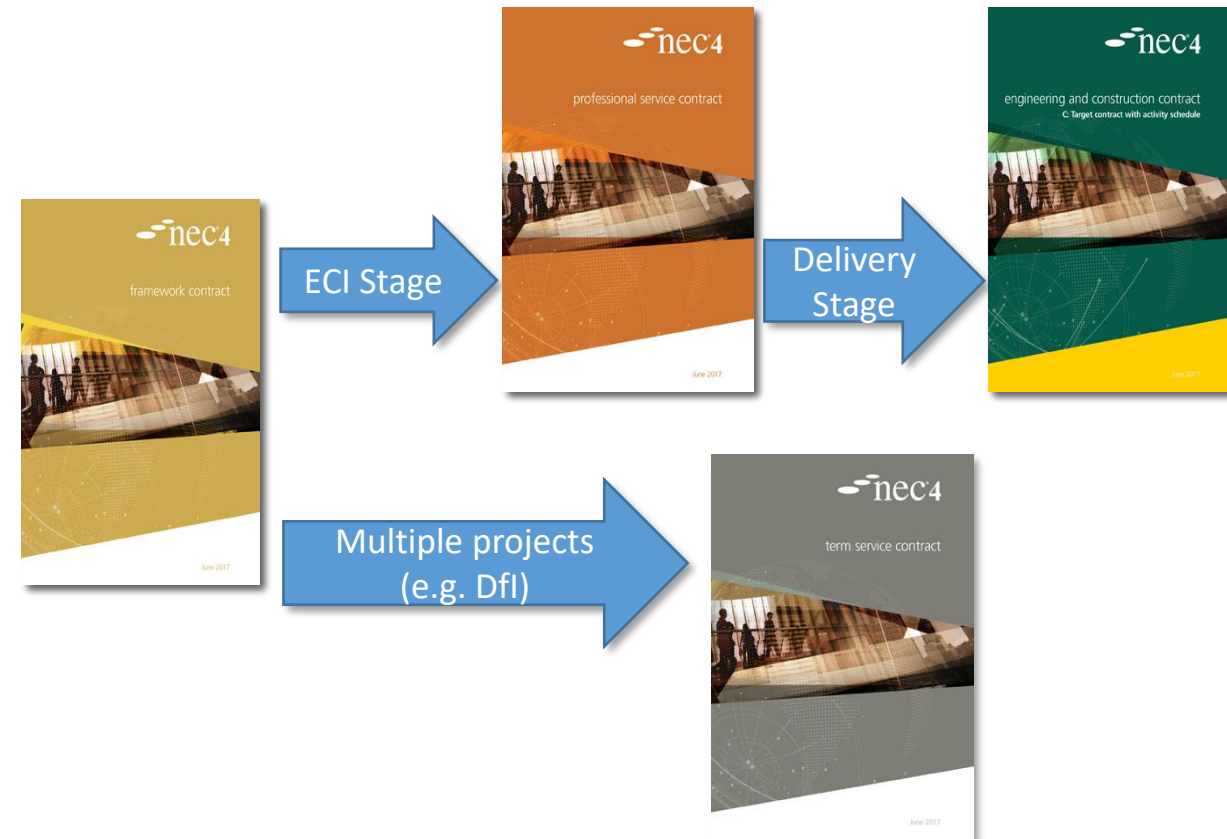 nec4
framework contract
June 2017
ECI Stage
nec4
professional service contract
June 2017
Delivery
Stage
nec4
engineering and construction contract
C: Target contract with activity schedule
June 2017
Multiple projects
(e.g. DfI)
nec4
term service contract
June 2017